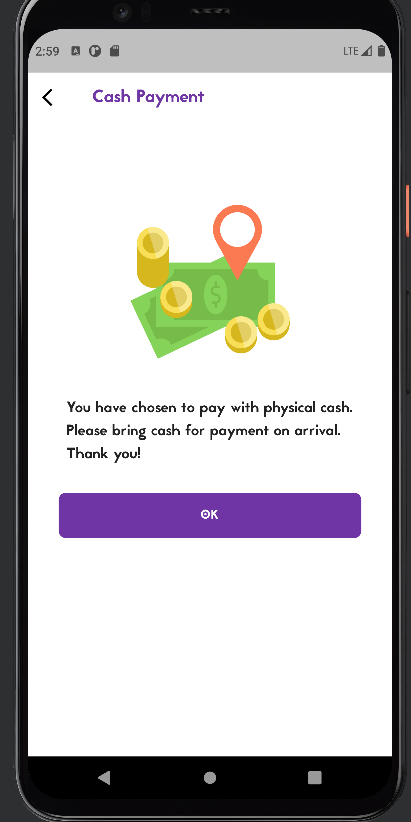 2:59
LTE
Cash Payment
$
You have chosen to pay with physical cash.
Please bring cash for payment on arrival.
Thank you!
OK